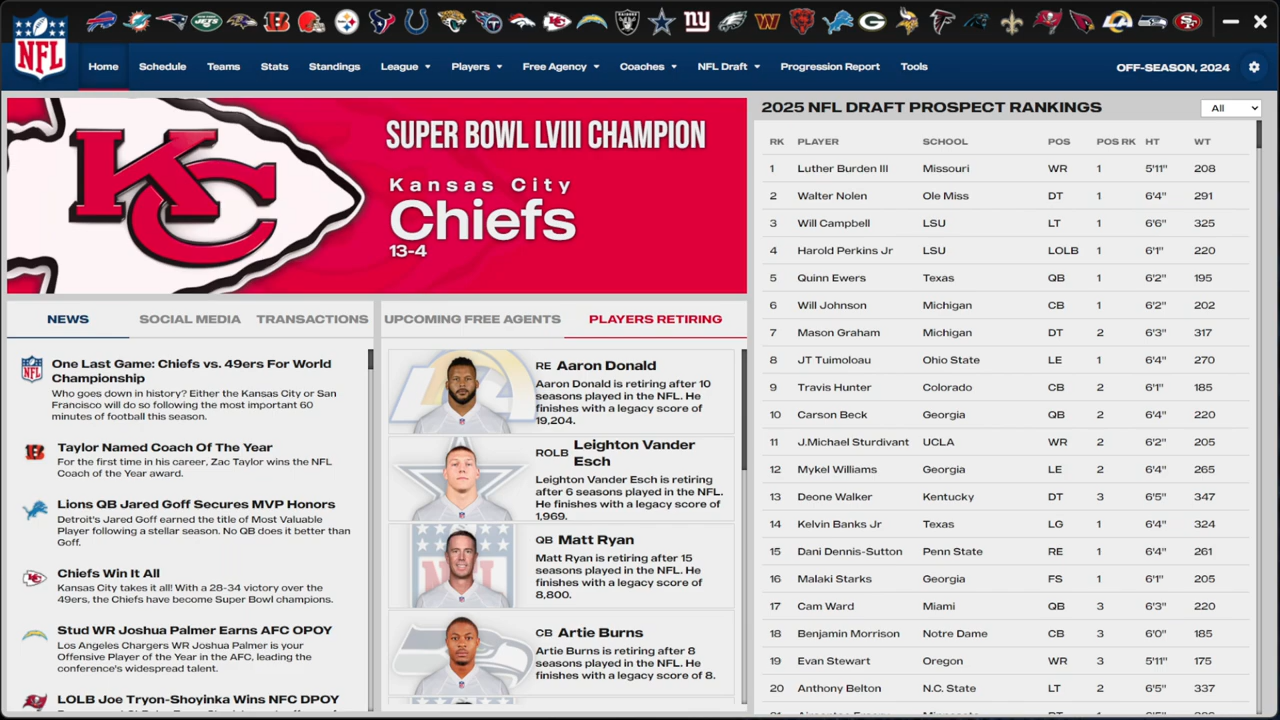 NFL
Home
Schedule
Teams
Stats
Standings
League
Players
Free Agency
Coaches
NFL Draft
Progression Report
Tools
OFF-SEASON, 2024
KC
SUPER BOWL LVIII CHAMPION
Kansas City
Chiefs
13-4
NEWS
SOCIAL MEDIA
TRANSACTIONS
One Last Game: Chiefs vs. 49ers For World
Championship
Who goes down in history? Either the Kansas City or San
Francisco will do so following the most important 60
minutes of football this season.
Taylor Named Coach Of The Year
For the first time in his career, Zac Taylor wins the NFL
Coach of the Year award.
Lions QB Jared Goff Secures MVP Honors
Detroit's Jared Goff earned the title of Most Valuable
Player following a stellar season. No QB does it better than
Goff.
Chiefs Win It All
Kansas City takes it all! With a 28-34 victory over the
49ers, the Chiefs have become Super Bowl champions.
Stud WR Joshua Palmer Earns AFC OPOY
Los Angeles Chargers WR Joshua Palmer is your
Offensive Player of the Year in the AFC, leading the
conference's widespread talent.
LOLB Joe Tryon-Shoyinka Wins NFC DPOY
UPCOMING FREE AGENTS
PLAYERS RETIRING
RE Aaron Donald
Aaron Donald is retiring after 10
seasons played in the NFL. He
finishes with a legacy score of
19,204.
ROLB Leighton Vander
Esch
Leighton Vander Esch is retiring
after 6 seasons played in the NFL.
He finishes with a legacy score of
1,969.
QB Matt Ryan
Matt Ryan is retiring after 15
seasons played in the NFL. He
finishes with a legacy score of
8,800.
CB Artie Burns
Artie Burns is retiring after 8
seasons played in the NFL. He
finishes with a legacy score of 8.
2025 NFL DRAFT PROSPECT RANKINGS
All
RK PLAYER SCHOOL POS POS RK HT WT
1 Luther Burden III Missouri WR 1 5'11" 208
2 Walter Nolen Ole Miss DT 1 6'4" 291
3 Will Campbell LSU LT 1 6'6" 325
4 Harold Perkins Jr LSU LOLB 1 6'1" 220
5 Quinn Ewers Texas QB 1 6'2" 195
6 Will Johnson Michigan CB 1 6'2" 202
7 Mason Graham Michigan DT 2 6'3" 317
8 JT Tuimoloau Ohio State LE 1 6'4" 270
9 Travis Hunter Colorado CB 2 6'1" 185
10 Carson Beck Georgia QB 2 6'4" 220
11 J.Michael Sturdivant UCLA WR 2 6'2" 205
12 Mykel Williams Georgia LE 2 6'4" 265
13 Deone Walker Kentucky DT 3 6'5" 347
14 Kelvin Banks Jr Texas LG 1 6'4" 324
15 Dani Dennis-Sutton Penn State RE 1 6'4" 261
16 Malaki Starks Georgia FS 1 6'1" 205
17 Cam Ward Miami QB 3 6'3" 220
18 Benjamin Morrison Notre Dame CB 3 6'0" 185
19 Evan Stewart Oregon WR 3 5'11" 175
20 Anthony Belton N.C. State LT 2 6'5" 337